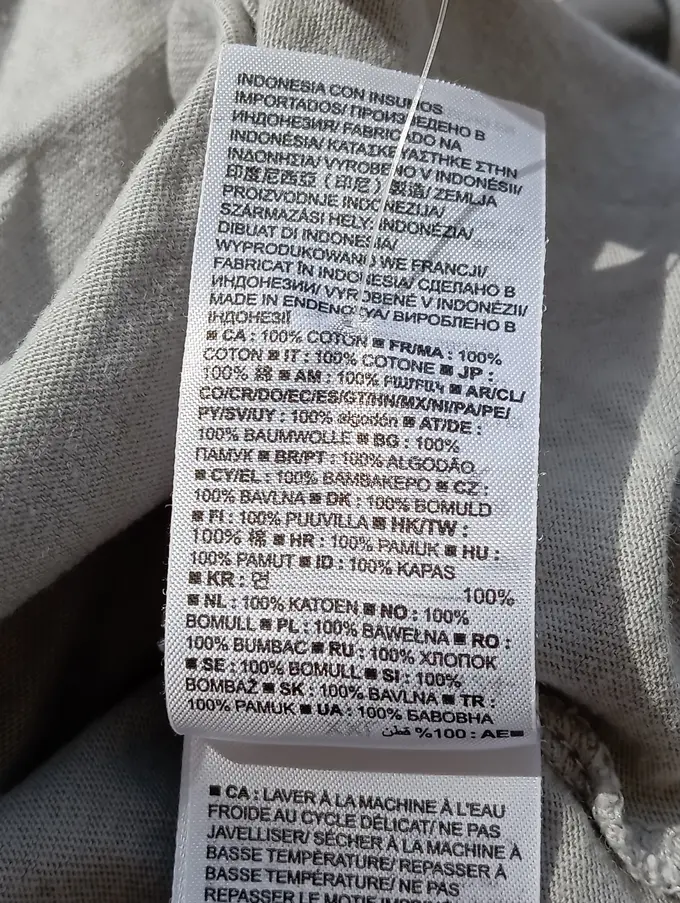 INDONESIA CON INSUMOS
IMPORTADOS/ ПРОИЗВЕДЕНО В
ИНДОНЕЗИЯ/ FABRICADO NA
INDONÉSIA/ ΚΑΤΑΣΚΕΥΑΣΤΗΚΕ ΣΤΗΝ
ΙΝΔΟΝΗΣΙΑ/ VYROBENO V INDONÉSII/
印度尼西亞（印尼）製造/ ZEMLJA
PROIZVODNJE INDONEZIJA/
SZÁRMAZÁSI HELY: INDONÉZIA/
DIBUAT DI INDONESIA/
WYPRODUKOWANO WE FRANCJI/
FABRICAT ÎN INDONESIA/ СДЕЛАНО В
ИНДОНЕЗИИ/ VYROBENÉ V INDONÉZII/
MADE IN ENDENOZYA/ ВИРОБЛЕНО В
ІНДОНЕЗІЇ
■ CA : 100% COTON ■ FR/MA : 100%
COTON ■ IT : 100% COTONE ■ JP :
100% 綿 ■ AM : 100% ■ AR/CL/
CO/CR/DO/EC/ES/GT/HN/MX/NI/PA/PE/
PY/SV/UY : 100% algodón ■ AT/DE :
100% BAUMWOLLE ■ BG : 100%
ПАМУК ■ BR/PT : 100% ALGODÃO
■ CY/EL : 100% ΒΑΜΒΑΚΕΡΟ ■ CZ :
100% BAVLNA ■ DK : 100% BOMULD
■ FI : 100% PUUVILLA ■ HK/TW :
100% 棉 ■ HR : 100% PAMUK ■ HU :
100% PAMUT ■ ID : 100% KAPAS
■ KR : 면 100%
■ NL : 100% KATOEN ■ NO : 100%
BOMULL ■ PL : 100% BAWEŁNA ■ RO :
100% BUMBAC ■ RU : 100% ХЛОПОК
■ SE : 100% BOMULL ■ SI : 100%
BOMBAŽ ■ SK : 100% BAVLNA ■ TR :
100% PAMUK ■ UA : 100% БАВОВНА
■AE : 100% قطن
■ CA : LAVER À LA MACHINE À L'EAU
FROIDE AU CYCLE DÉLICAT/ NE PAS
JAVELLISER/ SÉCHER À LA MACHINE À
BASSE TEMPÉRATURE/ REPASSER À
BASSE TEMPÉRATURE/ NE PAS
REPASSER LE MOTIF